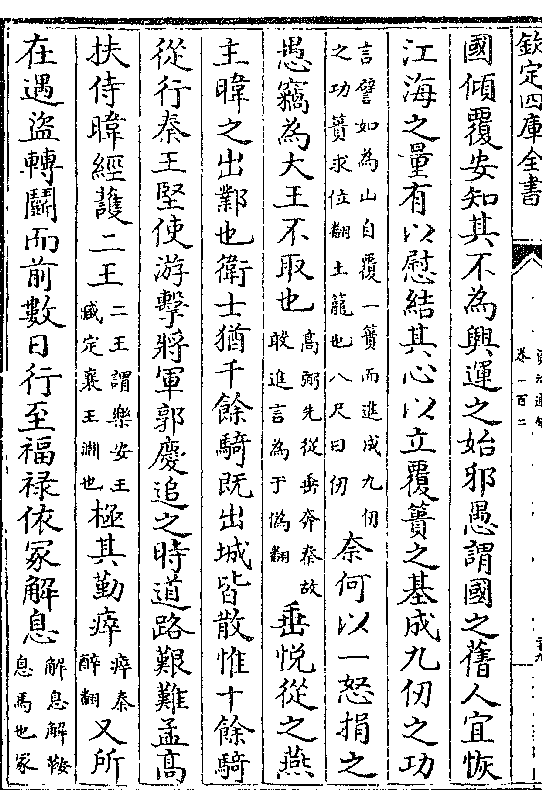 欽定四庫全書
資治通鑑
卷一百二
國傾覆安知其不為興運之始邪愚謂國之舊人宜恢
江海之量有以慰結其心以立覆簣之基成九仞之功
言譬如為山自覆一簣而進成九仞
之功簣求位翻土籠也八尺曰仞
奈何以一怒捐之
愚竊為大王不取也
高弼先從垂奔秦故
敢進言為于偽翻
垂悦從之燕
主暐之出鄴也衛士猶千餘騎既出城皆散惟十餘騎
從行秦王堅使游擊將軍郭慶追之時道路艱難孟高
扶侍暐經護二王
二王謂樂安王
臧定襄王淵也
極其勤瘁
瘁秦
醉翻
又所
在遇盜轉鬭而前數日行至福禄依冢解息
解息解鞍
息馬也冢